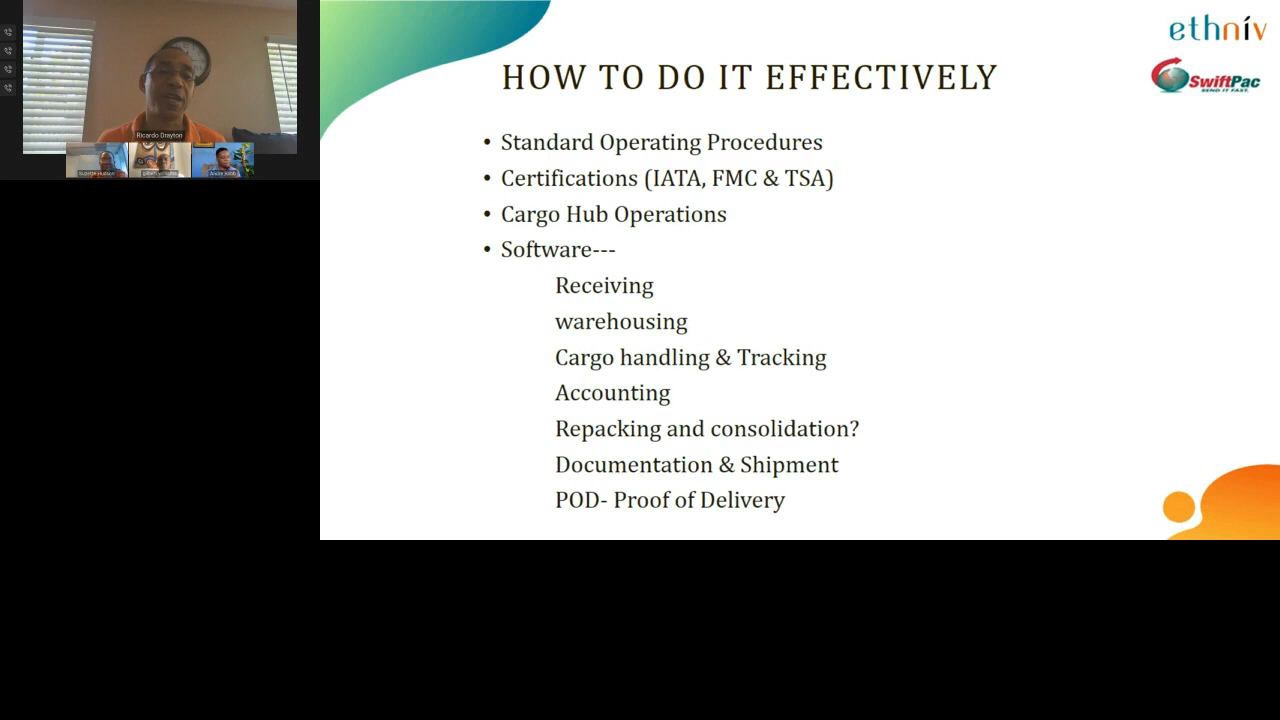 Ricardo Drayton
Suzette Hudson
HOW TO DO IT EFFECTIVELY
ethniv
SwiftPac
SEND IT FAST.
• Standard Operating Procedures
• Certifications (IATA, FMC & TSA)
• Cargo Hub Operations
• Software---
Receiving
warehousing
Cargo handling & Tracking
Accounting
Repacking and consolidation?
Documentation & Shipment
POD- Proof of Delivery